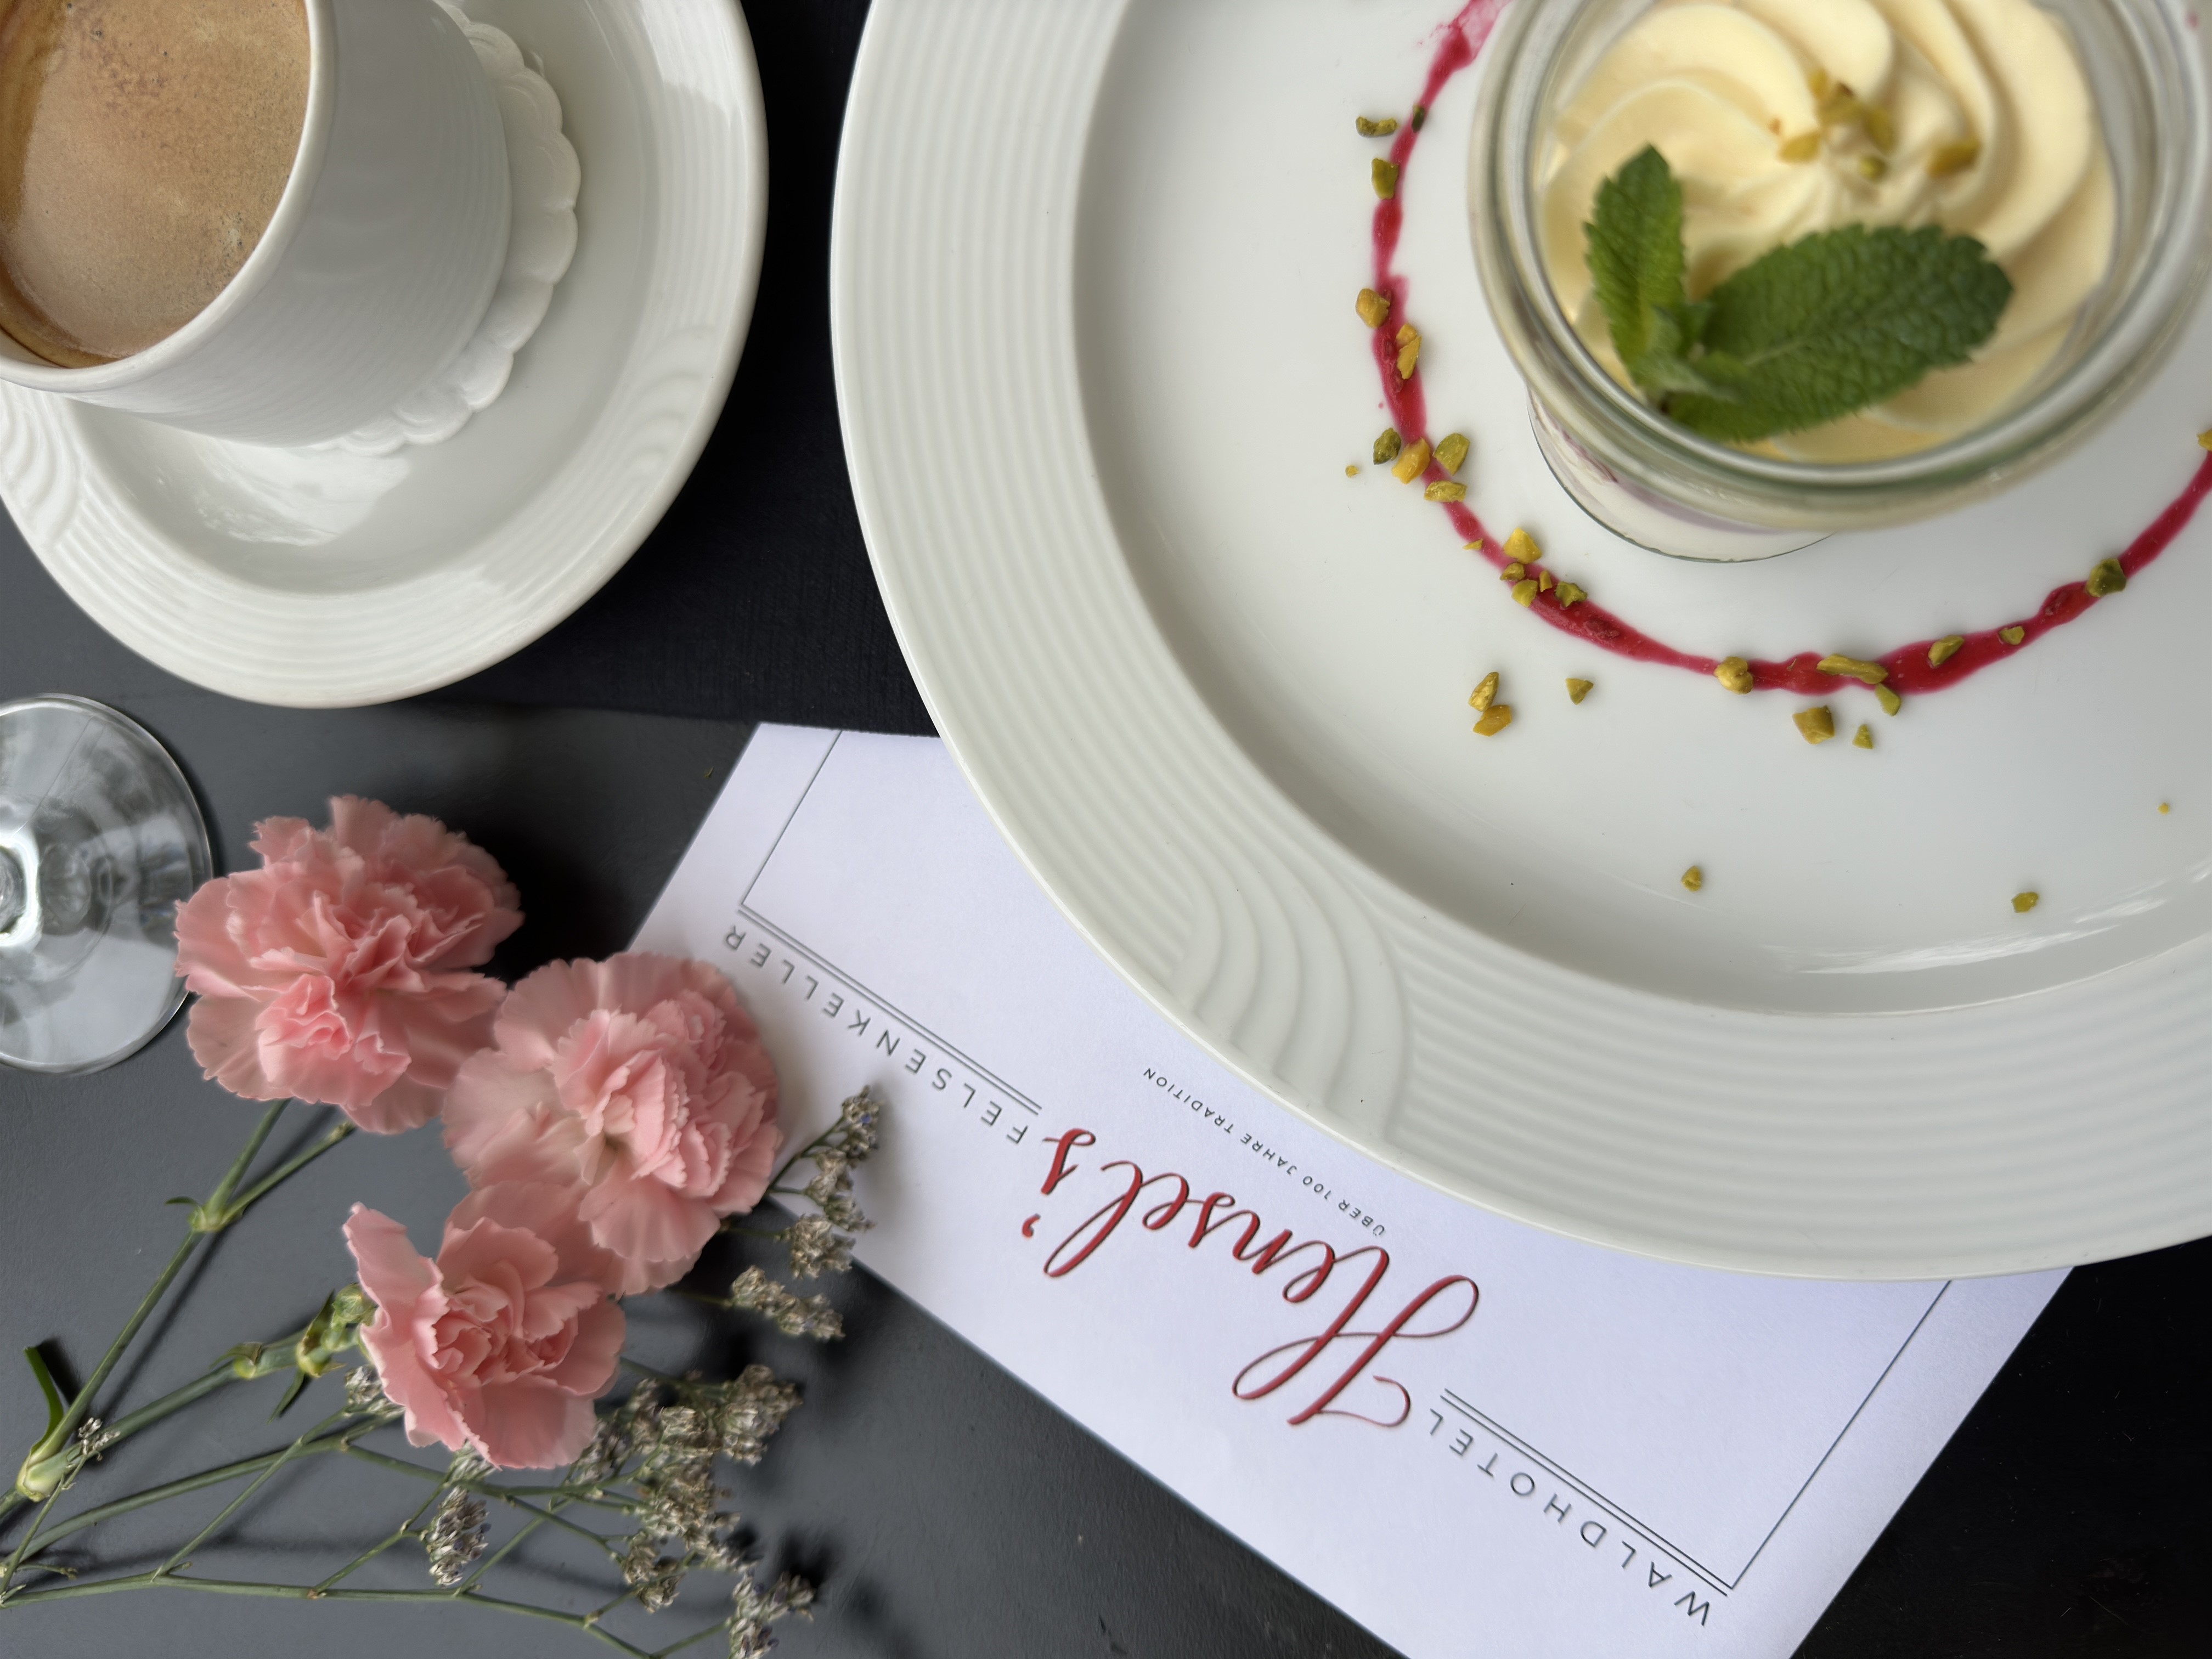 WALDHOTEL Hensel's FELSENKELLER
ÜBER 100 JAHRE TRADITION